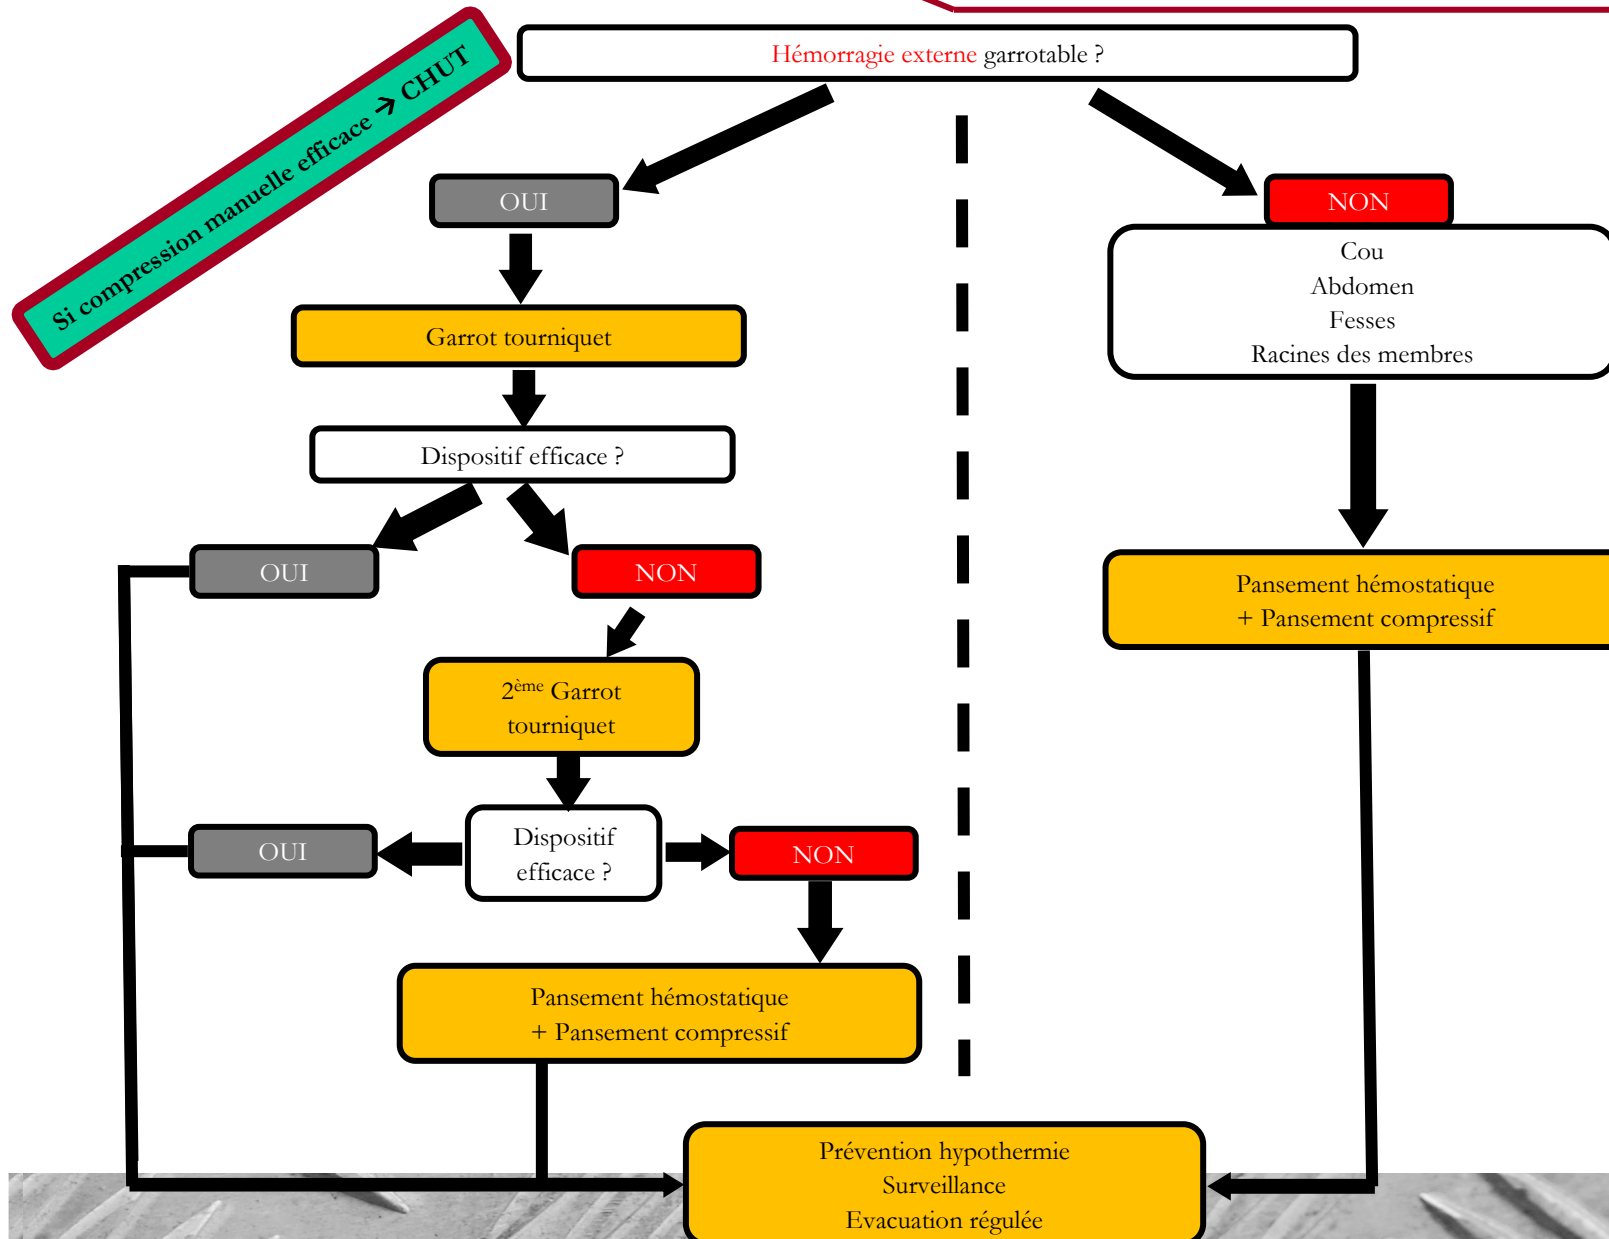 Si compression manuelle efficace → CHUT
Hémorragie externe garrotable ?
OUI
NON
Cou
Abdomen
Fesses
Racines des membres
Garrot tourniquet
Dispositif efficace ?
OUI
NON
Pansement hémostatique
+ Pansement compressif
2ème Garrot
tourniquet
Dispositif
efficace ?
OUI
NON
Pansement hémostatique
+ Pansement compressif
Prévention hypothermie
Surveillance
Evacuation régulée